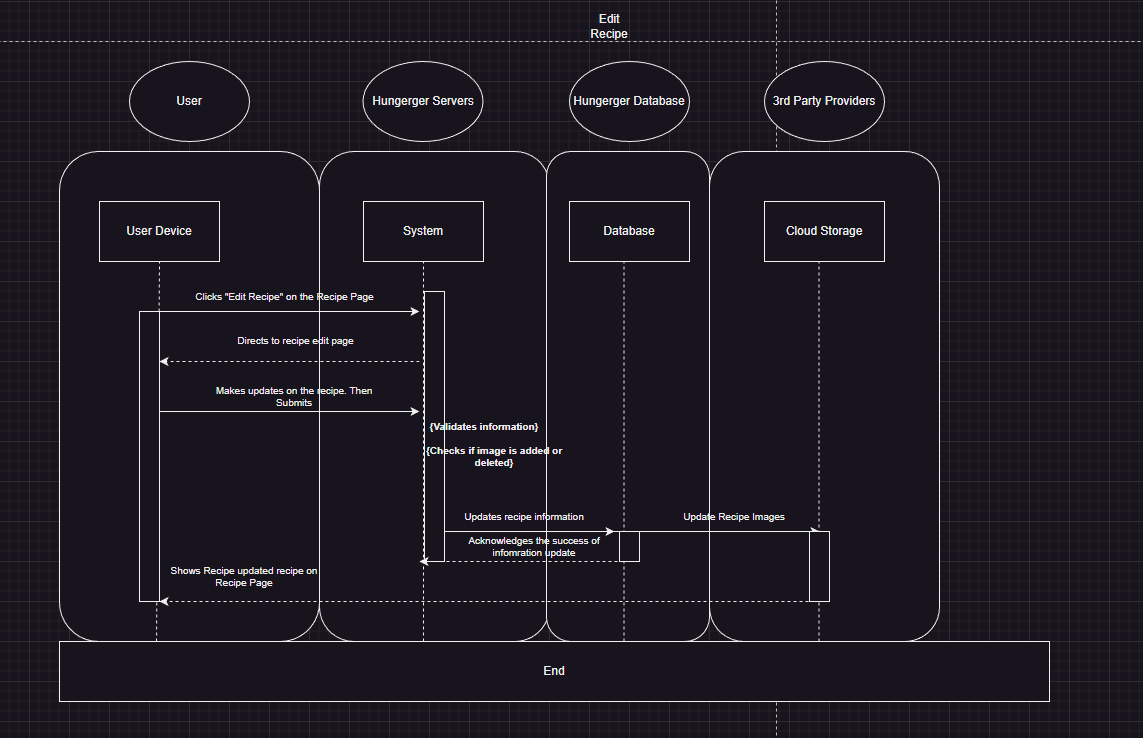 Edit
Recipe
User
Hungerger Servers
Hungerger Database
3rd Party Providers
User Device
System
Database
Cloud Storage
Clicks "Edit Recipe" on the Recipe Page
Directs to recipe edit page
Makes updates on the recipe. Then
Submits
{Validates information}
{Checks if image is added or
deleted}
Updates recipe information
Update Recipe Images
Acknowledges the success of
infomration update
Shows Recipe updated recipe on
Recipe Page
End